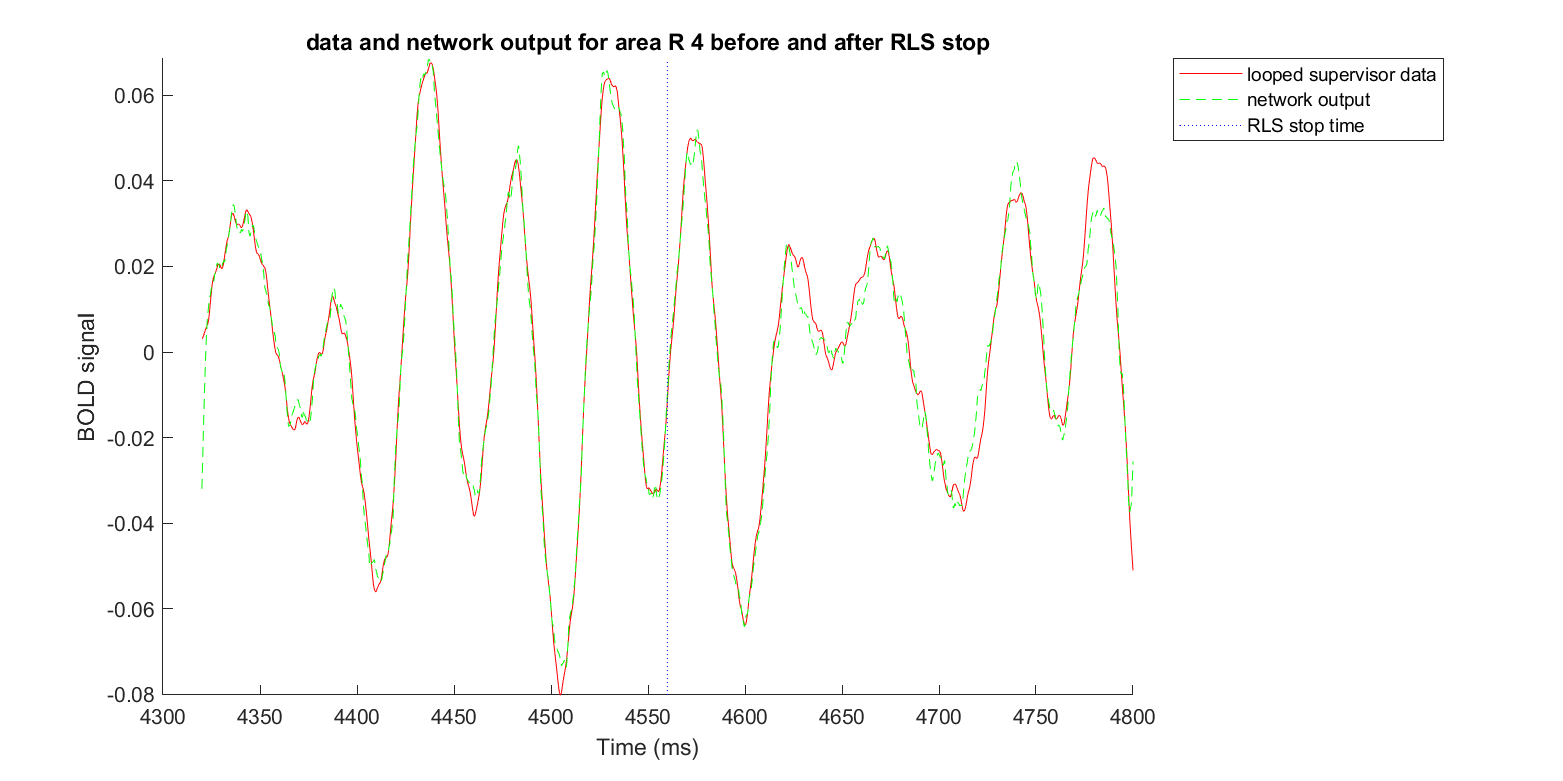 data and network output for area R 4 before and after RLS stop
looped supervisor data
network output
RLS stop time
BOLD signal
0.06
0.04
0.02
0
-0.02
-0.04
-0.06
-0.08
4300 4350 4400 4450 4500 4550 4600 4650 4700 4750 4800
Time (ms)